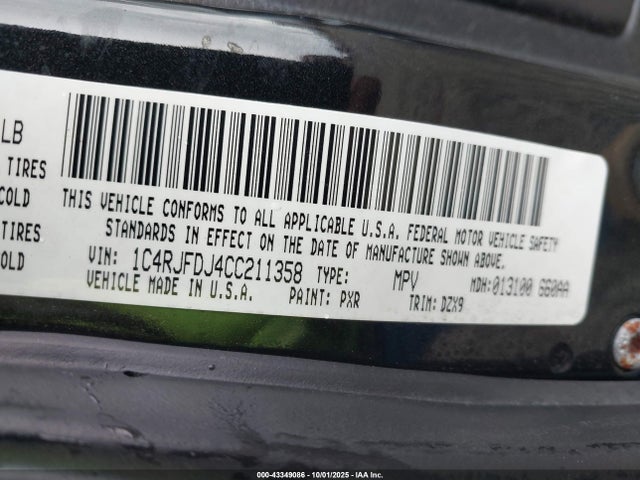 LB
TIRES
COLD
TIRES
COLD
THIS VEHICLE CONFORMS TO ALL APPLICABLE U.S.A. FEDERAL MOTOR VEHICLE SAFETY
STANDARDS IN EFFECT ON THE DATE OF MANUFACTURE SHOWN ABOVE.
VIN: 1C4RJFDJ4CC211358 TYPE: MPV MDH: 013100 GG0AA
VEHICLE MADE IN U.S.A. PAINT: PXR TRIM: DZX9
000-43349086 - 10/01/2025 - IAA Inc.